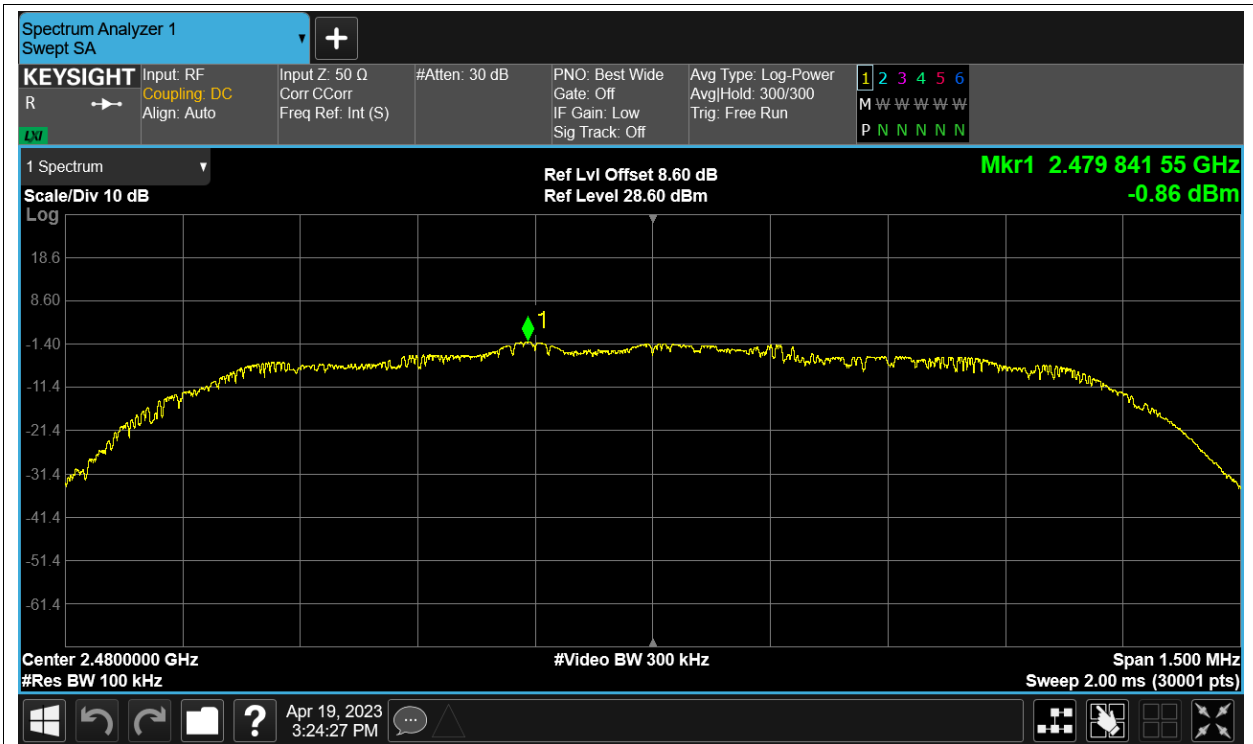 Spectrum Analyzer 1
Swept SA
KEYSIGHT
R
LXI
Input: RF
Coupling: DC
Align: Auto
Input Z: 50 Ω
Corr CCorr
Freq Ref: Int (S)
#Atten: 30 dB
PNO: Best Wide
Gate: Off
IF Gain: Low
Sig Track: Off
Avg Type: Log-Power
Avg|Hold: 300/300
Trig: Free Run
1 2 3 4 5 6
M W W W W W
P N N N N N
1 Spectrum
Scale/Div 10 dB
Log
Ref Lvl Offset 8.60 dB
Ref Level 28.60 dBm
Mkr1 2.479 841 55 GHz
-0.86 dBm
18.6
8.60
1
-1.40
-11.4
-21.4
-31.4
-41.4
-51.4
-61.4
Center 2.4800000 GHz
#Res BW 100 kHz
#Video BW 300 kHz
Span 1.500 MHz
Sweep 2.00 ms (30001 pts)
?
Apr 19, 2023
3:24:27 PM